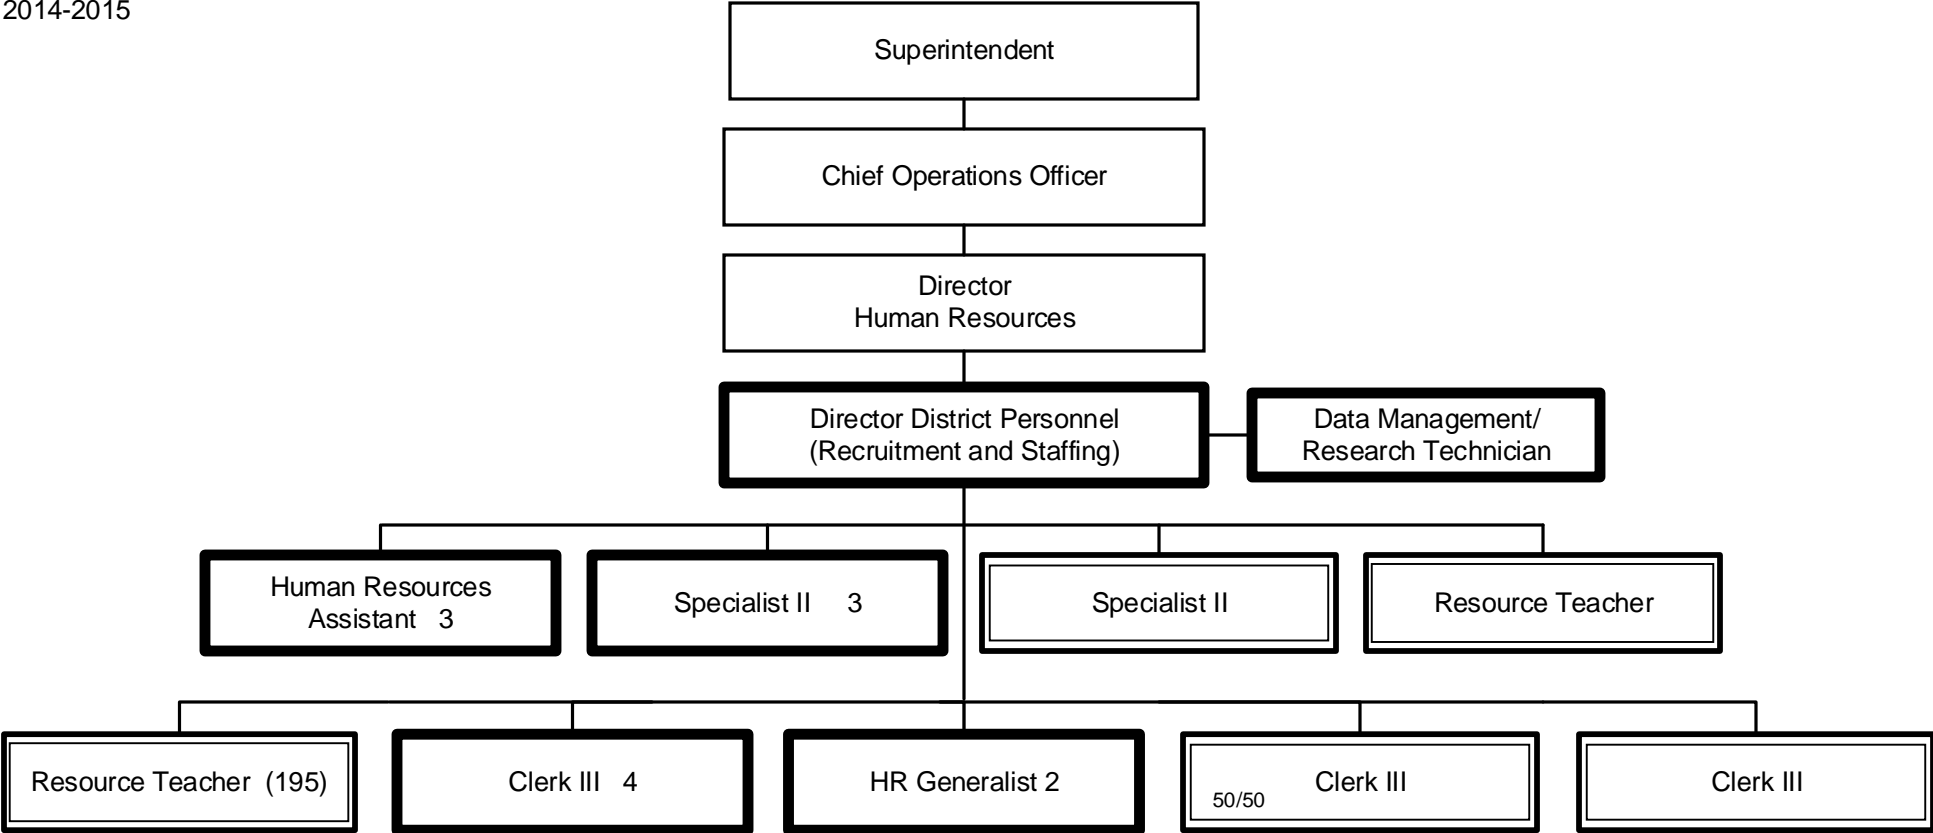 2014-2015
Superintendent
Chief Operations Officer
Director
Human Resources
Director District Personnel
(Recruitment and Staffing)
Data Management/
Research Technician
Human Resources
Assistant 3
Specialist II 3
Specialist II
Resource Teacher
Resource Teacher (195)
Clerk III 4
HR Generalist 2
Clerk III
50/50
Clerk III